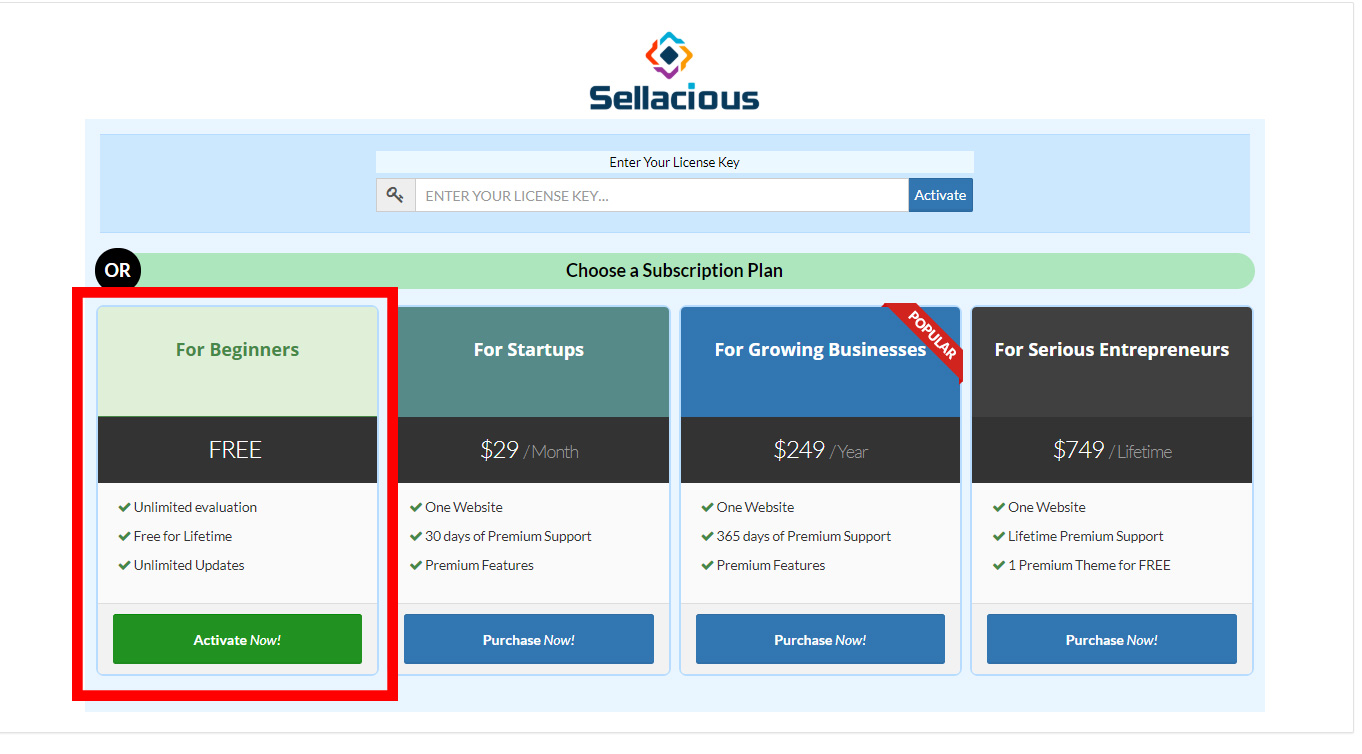 Sellacious
Enter Your License Key
ENTER YOUR LICENSE KEY...
Activate
OR
Choose a Subscription Plan
For Beginners
FREE
Unlimited evaluation
Free for Lifetime
Unlimited Updates
Activate Now!
For Startups
$29 /Month
One Website
30 days of Premium Support
Premium Features
Purchase Now!
For Growing Businesses
POPULAR
$249 /Year
One Website
365 days of Premium Support
Premium Features
Purchase Now!
For Serious Entrepreneurs
$749 /Lifetime
One Website
Lifetime Premium Support
1 Premium Theme for FREE
Purchase Now!